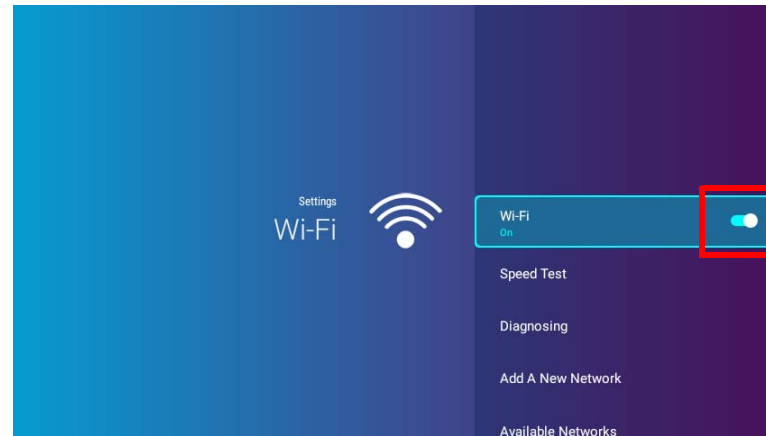 Settings
Wi-Fi
Wi-Fi
On
Speed Test
Diagnosing
Add A New Network
Available Networks